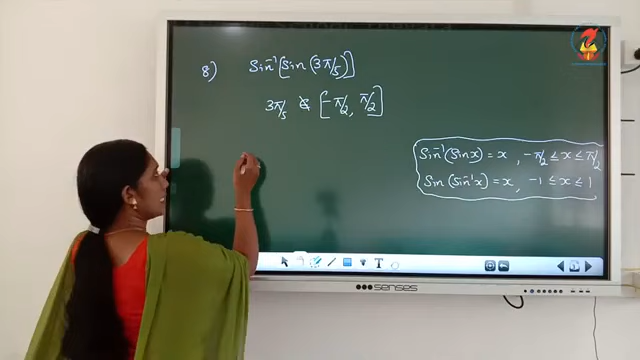 8) Sin⁻¹[Sin(3π/5)]
3π/5 ∉ [-π/2, π/2]
Sin⁻¹(Sinx) = x , -π/2 ≤ x ≤ π/2
Sin(Sin⁻¹x) = x , -1 ≤ x ≤ 1
T
senses